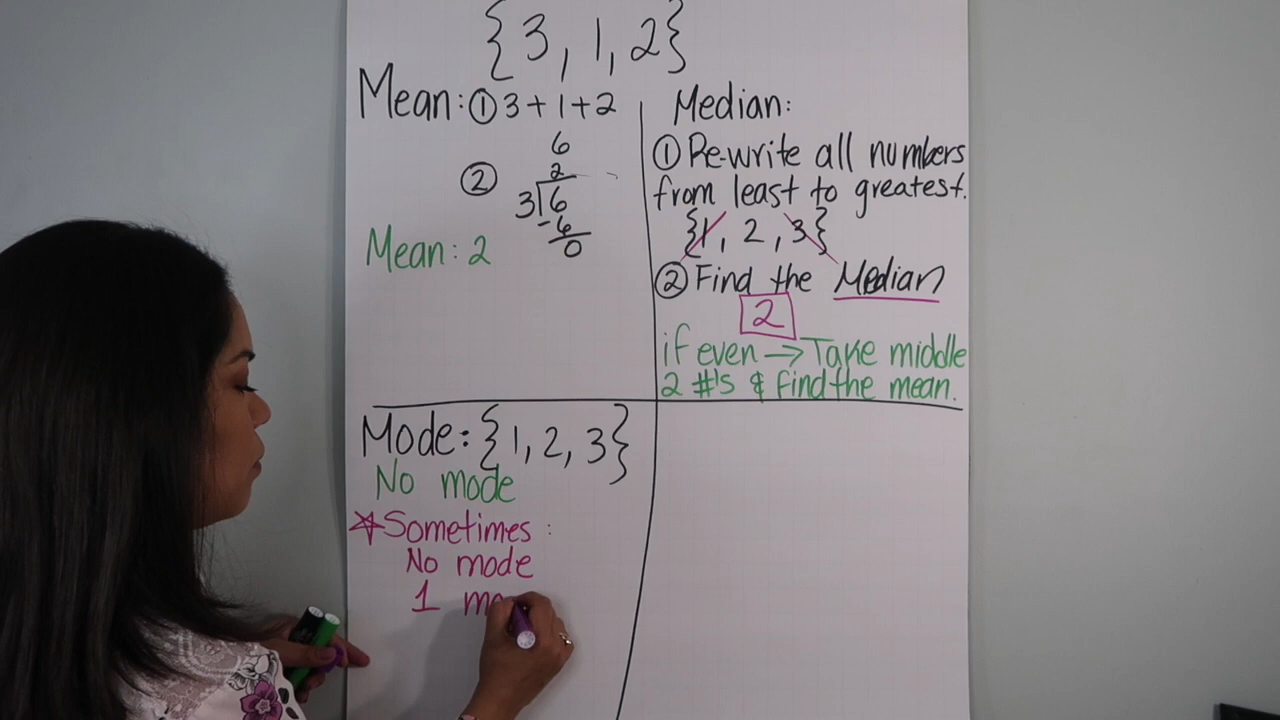 {3, 1, 2}
Mean: ① 3 + 1 + 2
6
②
2
3 6
- 6
0
Mean: 2
Median:
① Re-write all numbers
from least to greatest.
{1, 2, 3}
② Find the Median
2
if even → Take middle
2 #'s & find the mean.
Mode: {1, 2, 3}
No mode
☆ Sometimes :
No mode
1